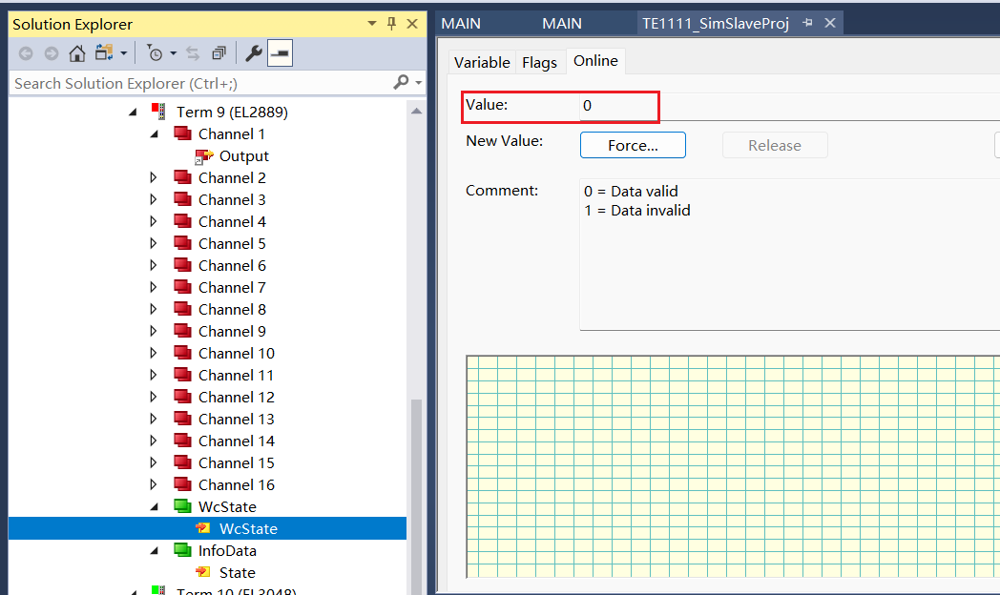 Solution Explorer
Search Solution Explorer (Ctrl+;)
Term 9 (EL2889)
Channel 1
Output
Channel 2
Channel 3
Channel 4
Channel 5
Channel 6
Channel 7
Channel 8
Channel 9
Channel 10
Channel 11
Channel 12
Channel 13
Channel 14
Channel 15
Channel 16
WcState
WcState
InfoData
State
Term 10 (EL3048)
MAIN MAIN TE1111_SimSlaveProj
Variable Flags Online
Value: 0
New Value: Force... Release
Comment: 0 = Data valid
1 = Data invalid